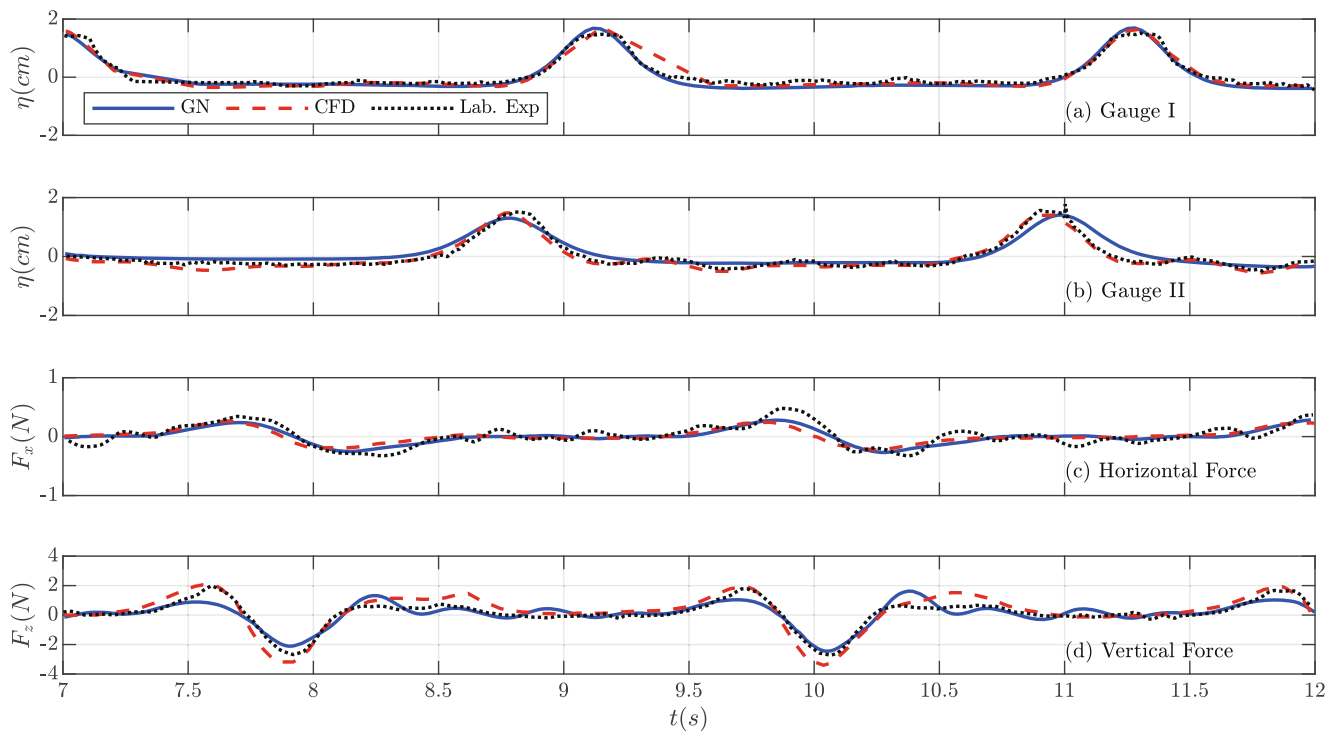 2
0
-2
η(cm)
GN CFD Lab. Exp
(a) Gauge I
2
0
-2
η(cm)
(b) Gauge II
1
0
-1
F_x(N)
(c) Horizontal Force
4
2
0
-2
-4
F_z(N)
(d) Vertical Force
7 7.5 8 8.5 9 9.5 10 10.5 11 11.5 12
t(s)